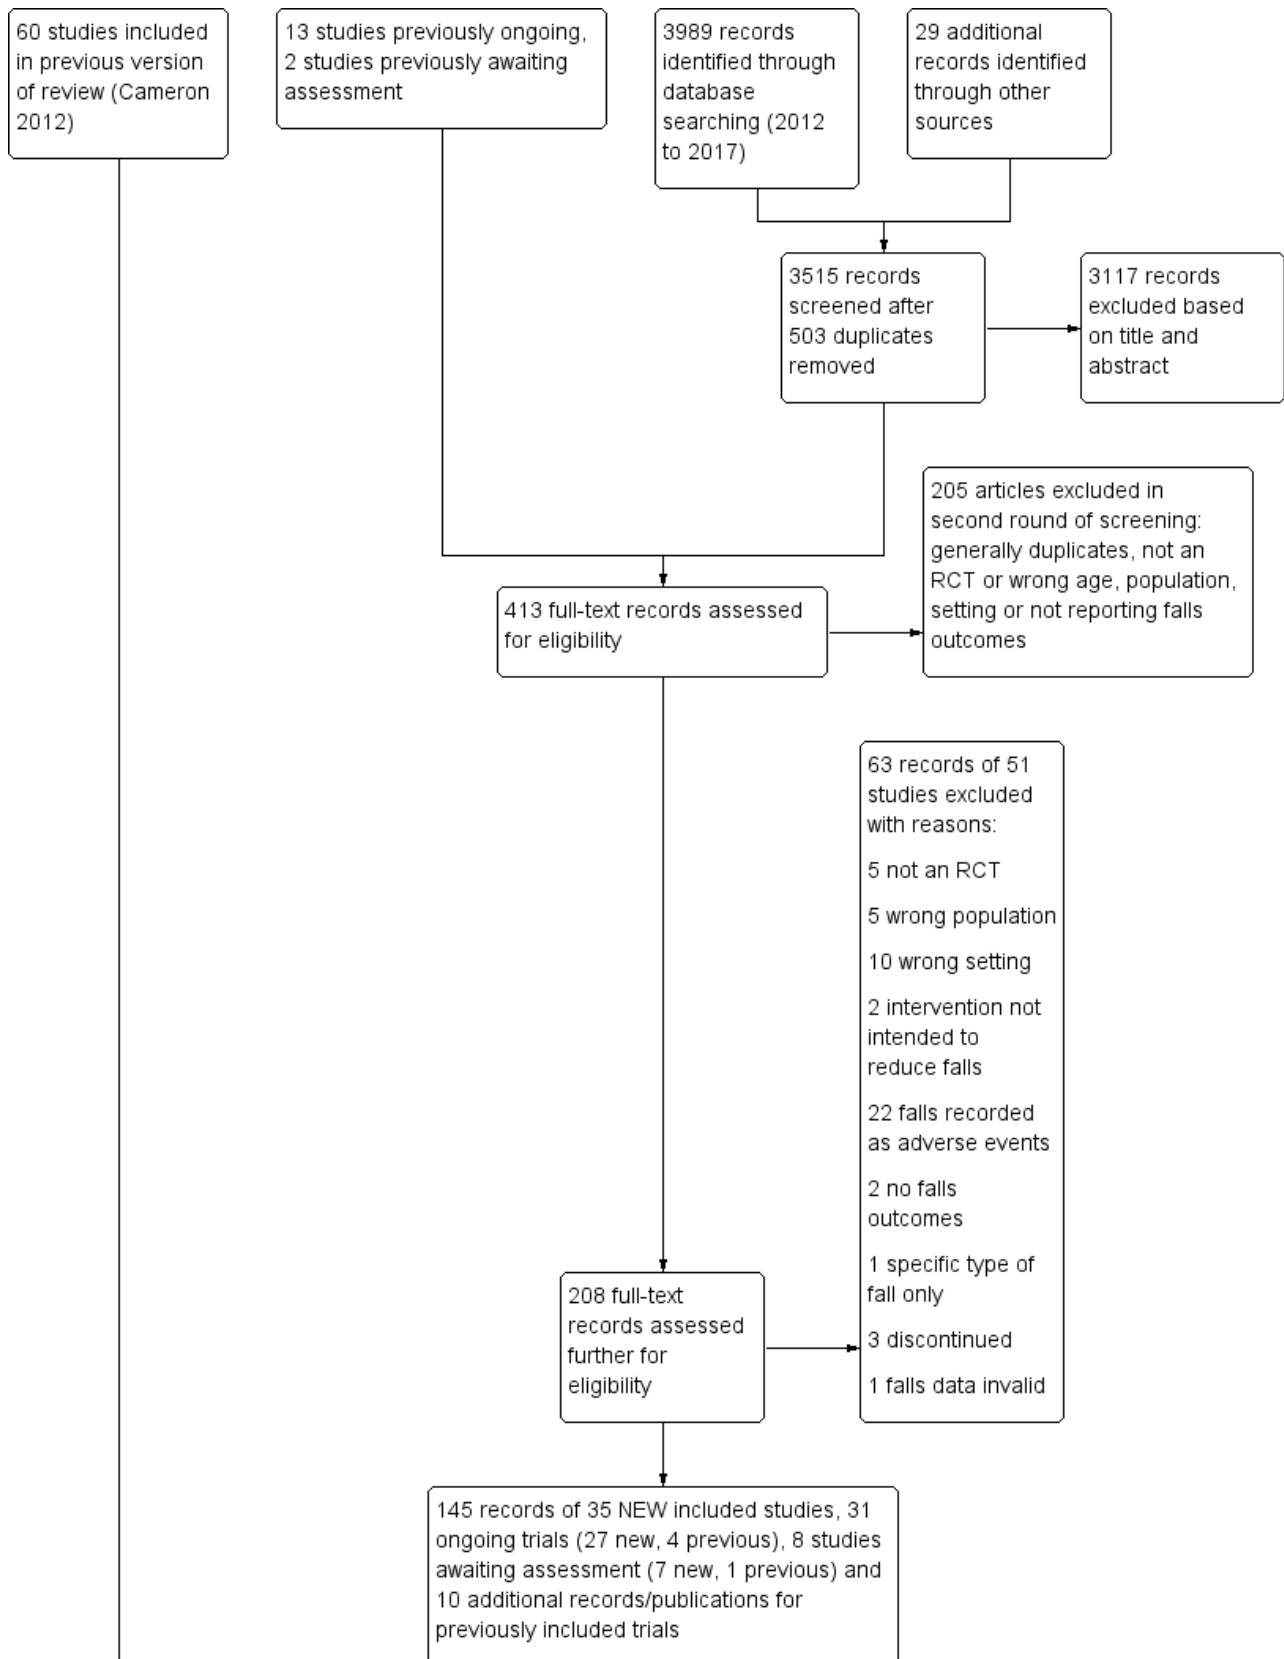 60 studies included
in previous version
of review (Cameron
2012)
13 studies previously ongoing,
2 studies previously awaiting
assessment
3989 records
identified through
database
searching (2012
to 2017)
29 additional
records identified
through other
sources
3515 records
screened after
503 duplicates
removed
3117 records
excluded based
on title and
abstract
205 articles excluded in
second round of screening:
generally duplicates, not an
RCT or wrong age, population,
setting or not reporting falls
outcomes
413 full-text records assessed
for eligibility
63 records of 51
studies excluded
with reasons:
5 not an RCT
5 wrong population
10 wrong setting
2 intervention not
intended to
reduce falls
22 falls recorded
as adverse events
2 no falls
outcomes
1 specific type of
fall only
3 discontinued
1 falls data invalid
208 full-text
records assessed
further for
eligibility
145 records of 35 NEW included studies, 31
ongoing trials (27 new, 4 previous), 8 studies
awaiting assessment (7 new, 1 previous) and
10 additional records/publications for
previously included trials